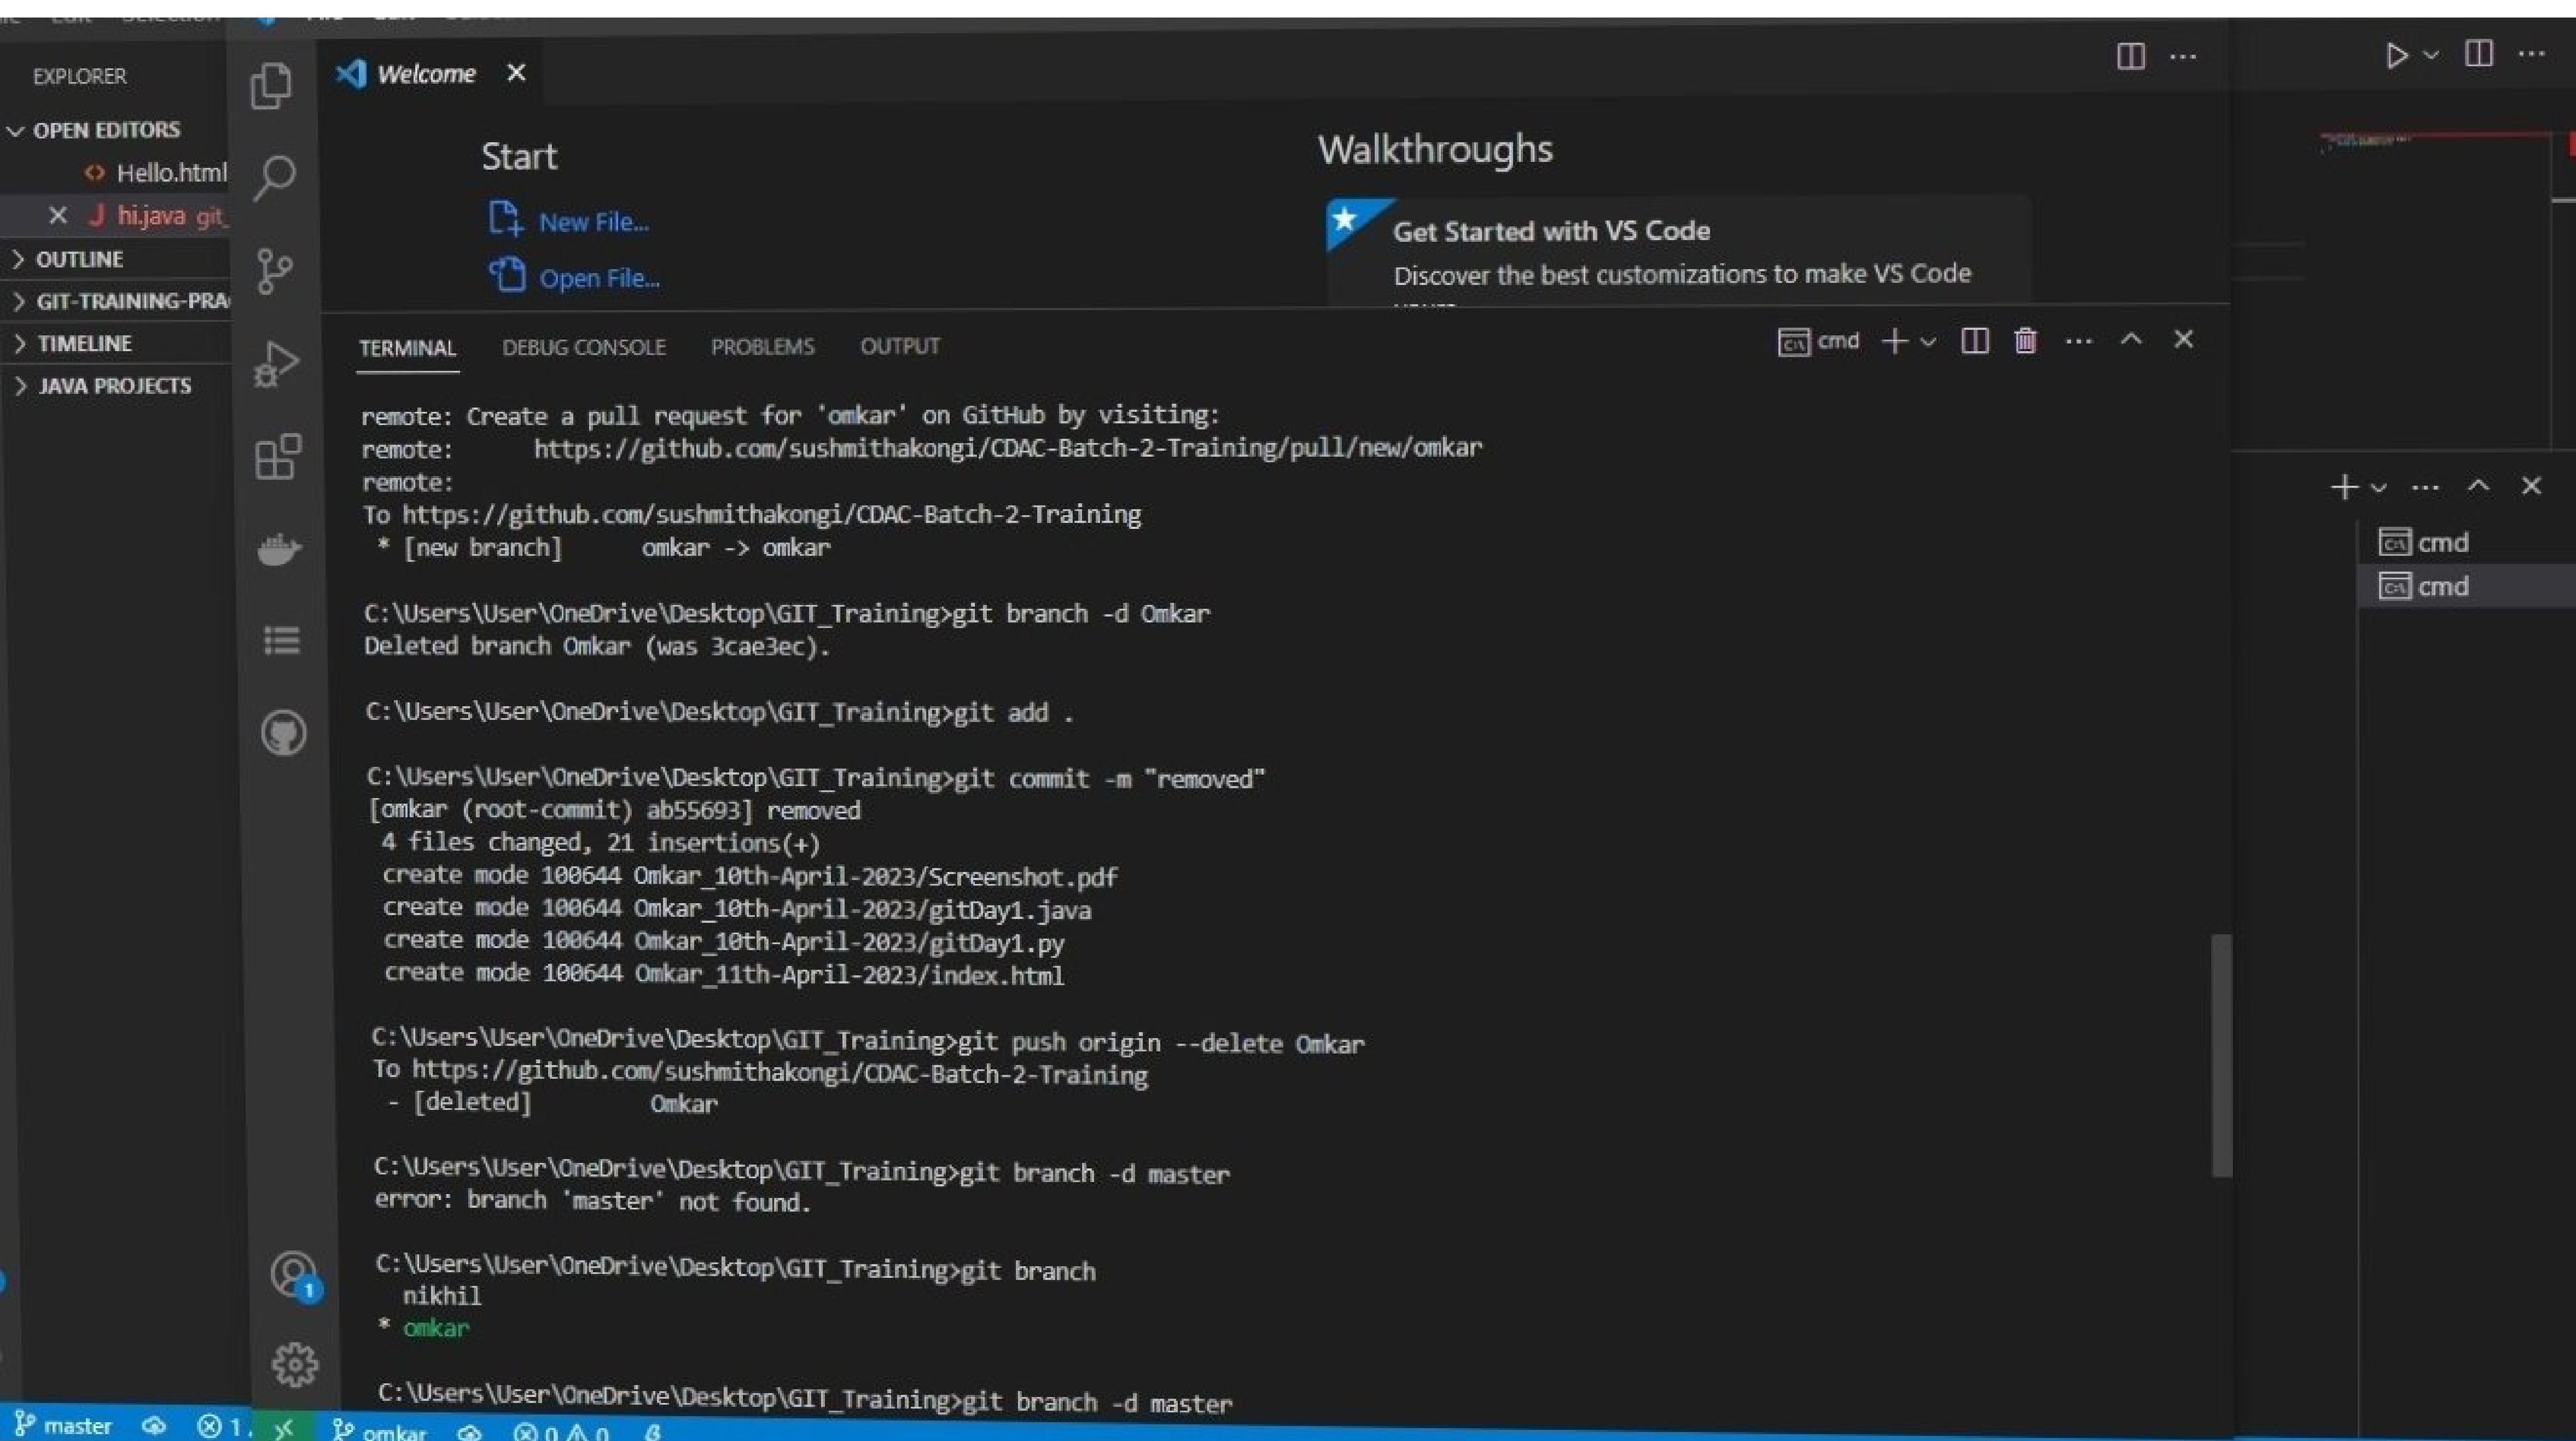 EXPLORER
OPEN EDITORS
Hello.html
hi.java git_
OUTLINE
GIT-TRAINING-PRA
TIMELINE
JAVA PROJECTS
master
1
Welcome
Start
New File...
Open File...
Walkthroughs
Get Started with VS Code
Discover the best customizations to make VS Code
TERMINAL DEBUG CONSOLE PROBLEMS OUTPUT
cmd
remote: Create a pull request for 'omkar' on GitHub by visiting:
remote: https://github.com/sushmithakongi/CDAC-Batch-2-Training/pull/new/omkar
remote:
To https://github.com/sushmithakongi/CDAC-Batch-2-Training
* [new branch] omkar -> omkar
C:\Users\User\OneDrive\Desktop\GIT_Training>git branch -d Omkar
Deleted branch Omkar (was 3cae3ec).
C:\Users\User\OneDrive\Desktop\GIT_Training>git add .
C:\Users\User\OneDrive\Desktop\GIT_Training>git commit -m "removed"
[omkar (root-commit) ab55693] removed
4 files changed, 21 insertions(+)
create mode 100644 Omkar_10th-April-2023/Screenshot.pdf
create mode 100644 Omkar_10th-April-2023/gitDay1.java
create mode 100644 Omkar_10th-April-2023/gitDay1.py
create mode 100644 Omkar_11th-April-2023/index.html
C:\Users\User\OneDrive\Desktop\GIT_Training>git push origin --delete Omkar
To https://github.com/sushmithakongi/CDAC-Batch-2-Training
- [deleted] Omkar
C:\Users\User\OneDrive\Desktop\GIT_Training>git branch -d master
error: branch 'master' not found.
C:\Users\User\OneDrive\Desktop\GIT_Training>git branch
nikhil
* omkar
C:\Users\User\OneDrive\Desktop\GIT_Training>git branch -d master
1
omkar 0 0
cmd
cmd